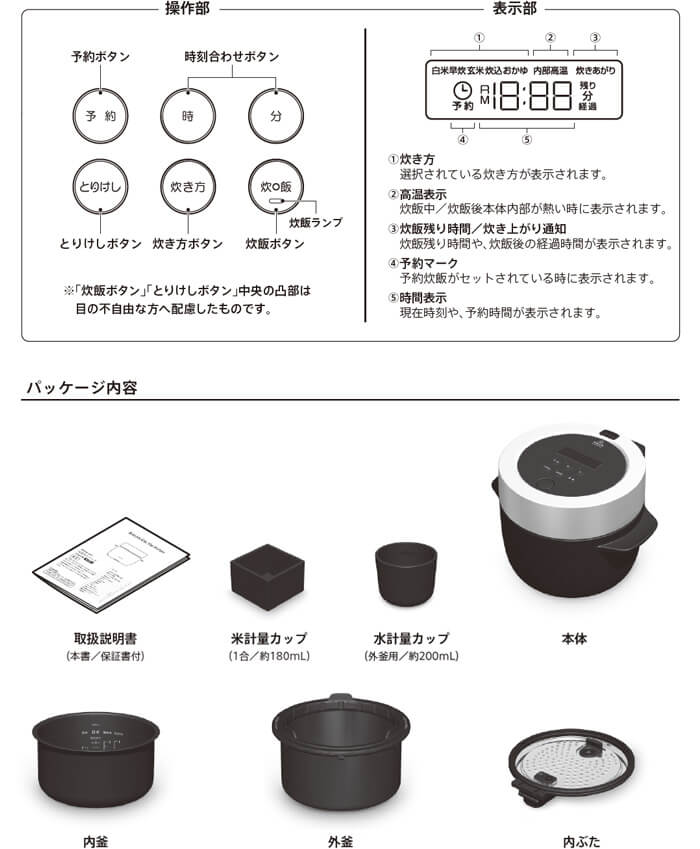 操作部
予約ボタン
時刻合わせボタン
予 約
時
分
とりけし
炊き方
炊飯
炊飯ランプ
とりけしボタン
炊き方ボタン
炊飯ボタン
※「炊飯ボタン」「とりけしボタン」中央の凸部は
目の不自由な方へ配慮したものです。
表示部
① ② ③
白米早炊玄米炊込おかゆ 内部高温 炊きあがり
予約
A
M
18:88
残り
分
経過
④ ⑤
①炊き方
選択されている炊き方が表示されます。
②高温表示
炊飯中／炊飯後本体内部が熱い時に表示されます。
③炊飯残り時間／炊き上がり通知
炊飯残り時間や、炊飯後の経過時間が表示されます。
④予約マーク
予約炊飯がセットされている時に表示されます。
⑤時間表示
現在時刻や、予約時間が表示されます。
パッケージ内容
取扱説明書
（本書／保証書付）
米計量カップ
（1合／約180mL）
水計量カップ
（外釜用／約200mL）
本体
内釜
外釜
内ぶた